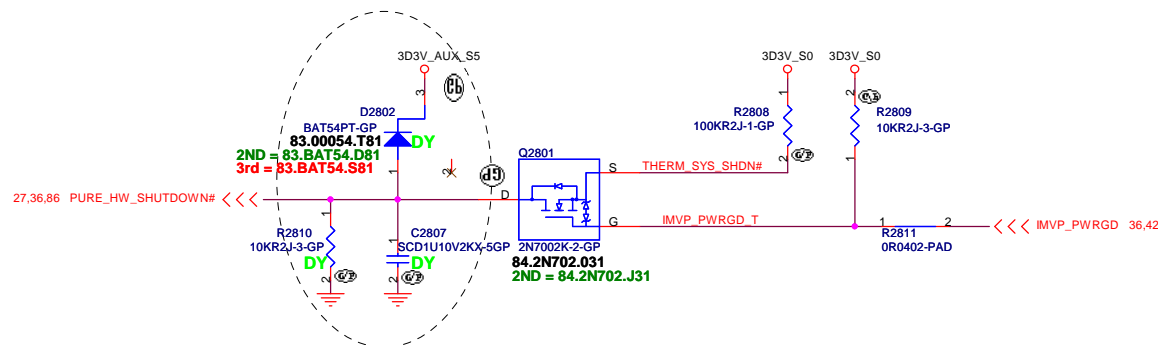 3D3V_AUX_S5
3
D2802
BAT54PT-GP
83.00054.T81
DY
2ND = 83.BAT54.D81
3rd = 83.BAT54.S81
1
2
27,36,86 PURE_HW_SHUTDOWN#
D
1
R2810
10KR2J-3-GP
DY
2
1
C2807
SCD1U10V2KX-5GP
DY
2
Q2801
S
G
2N7002K-2-GP
84.2N702.031
2ND = 84.2N702.J31
THERM_SYS_SHDN#
IMVP_PWRGD_T
3D3V_S0
1
R2808
100KR2J-1-GP
2
3D3V_S0
2
R2809
10KR2J-3-GP
1
1
2
R2811
0R0402-PAD
IMVP_PWRGD 36,42